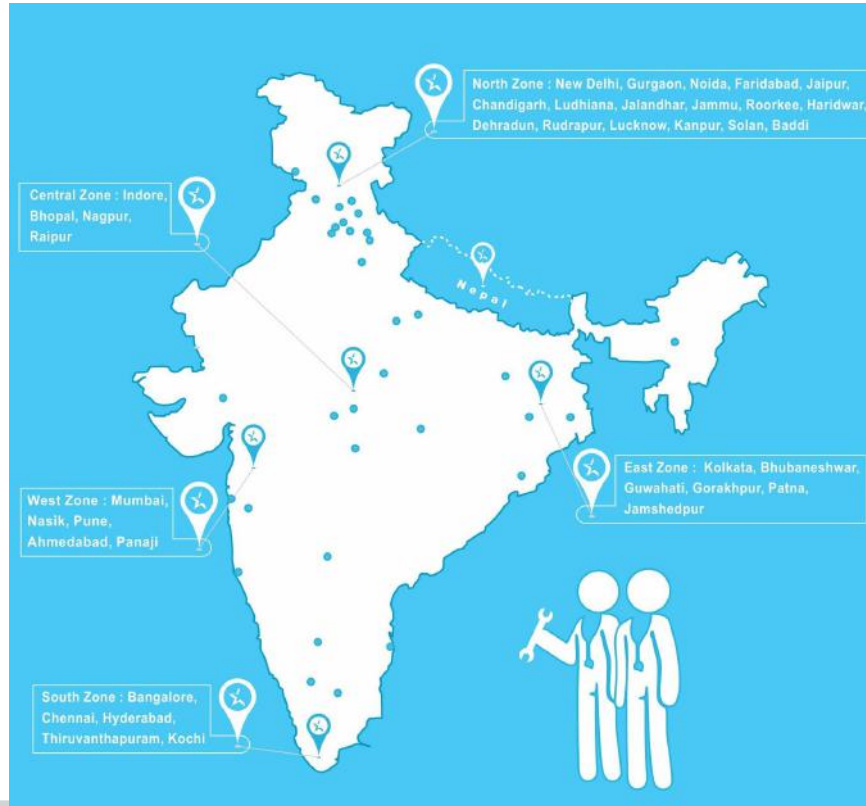 North Zone : New Delhi, Gurgaon, Noida, Faridabad, Jaipur,
Chandigarh, Ludhiana, Jalandhar, Jammu, Roorkee, Haridwar,
Dehradun, Rudrapur, Lucknow, Kanpur, Solan, Baddi
Central Zone : Indore,
Bhopal, Nagpur,
Raipur
Nepal
East Zone : Kolkata, Bhubaneshwar,
Guwahati, Gorakhpur, Patna,
Jamshedpur
West Zone : Mumbai,
Nasik, Pune,
Ahmedabad, Panaji
South Zone : Bangalore,
Chennai, Hyderabad,
Thiruvanthapuram, Kochi